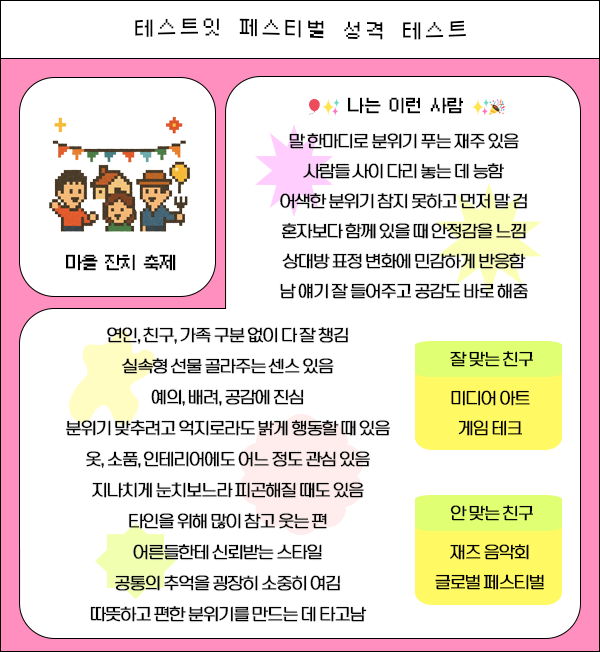 테스트잇 페스티벌 성격 테스트
마을 잔치 축제
나는 이런 사람
말 한마디로 분위기 푸는 재주 있음
사람들 사이 다리 놓는 데 능함
어색한 분위기 참지 못하고 먼저 말 검
혼자보다 함께 있을 때 안정감을 느낌
상대방 표정 변화에 민감하게 반응함
남 얘기 잘 들어주고 공감도 바로 해줌
연인, 친구, 가족 구분 없이 다 잘 챙김
실속형 선물 골라주는 센스 있음
예의, 배려, 공감에 진심
분위기 맞추려고 억지로라도 밝게 행동할 때 있음
옷, 소품, 인테리어에도 어느 정도 관심 있음
지나치게 눈치보느라 피곤해질 때도 있음
타인을 위해 많이 참고 웃는 편
어른들한테 신뢰받는 스타일
공통의 추억을 굉장히 소중히 여김
따뜻하고 편한 분위기를 만드는 데 타고남
잘 맞는 친구
미디어 아트
게임 테크
안 맞는 친구
재즈 음악회
글로벌 페스티벌